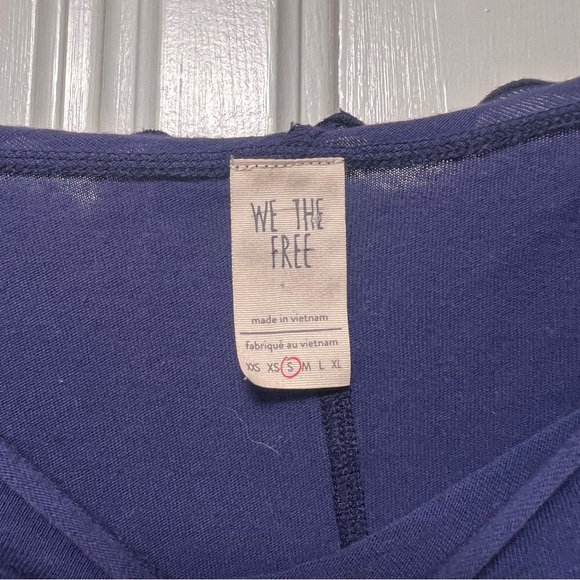 WE THE
FREE
made in vietnam
fabriqué au vietnam
XXS XS S M L XL